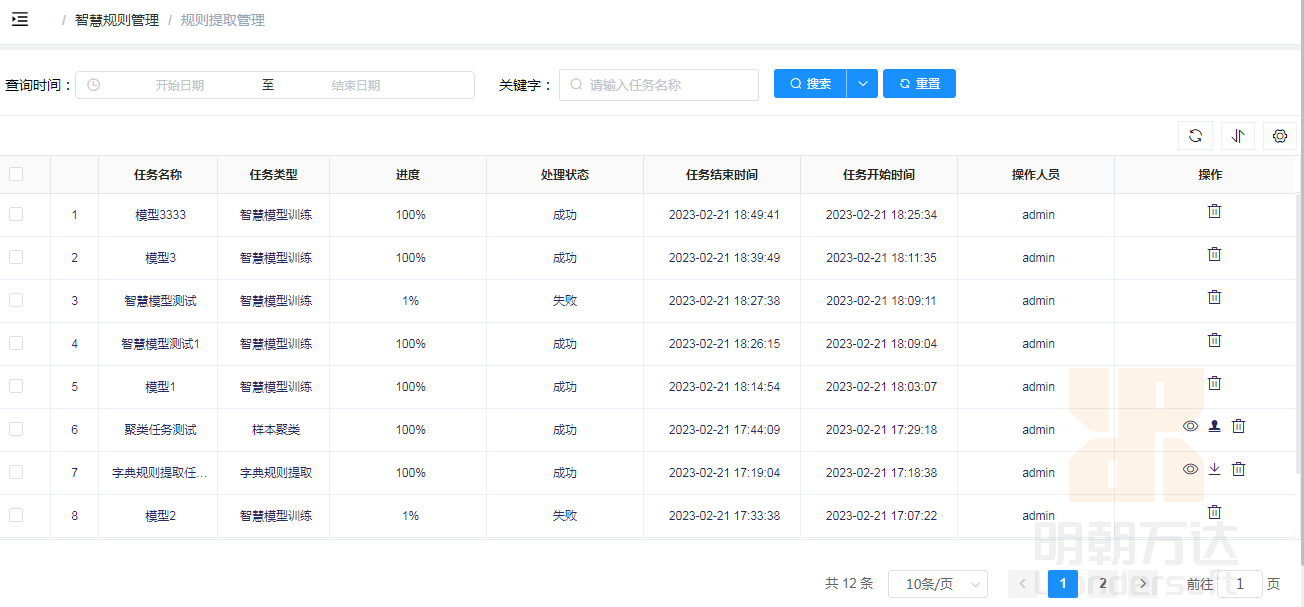 / 智慧规则管理 / 规则提取管理
查询时间： 开始日期 至 结束日期 关键字： 请输入任务名称 搜索 重置
任务名称 任务类型 进度 处理状态 任务结束时间 任务开始时间 操作人员 操作
1 模型3333 智慧模型训练 100% 成功 2023-02-21 18:49:41 2023-02-21 18:25:34 admin
2 模型3 智慧模型训练 100% 成功 2023-02-21 18:39:49 2023-02-21 18:11:35 admin
3 智慧模型测试 智慧模型训练 1% 失败 2023-02-21 18:27:38 2023-02-21 18:09:11 admin
4 智慧模型测试1 智慧模型训练 100% 成功 2023-02-21 18:26:15 2023-02-21 18:09:04 admin
5 模型1 智慧模型训练 100% 成功 2023-02-21 18:14:54 2023-02-21 18:03:07 admin
6 聚类任务测试 样本聚类 100% 成功 2023-02-21 17:44:09 2023-02-21 17:29:18 admin
7 字典规则提取任... 字典规则提取 100% 成功 2023-02-21 17:19:04 2023-02-21 17:18:38 admin
8 模型2 智慧模型训练 1% 失败 2023-02-21 17:33:38 2023-02-21 17:07:22 admin
明朝万达
Wondersoft
共 12 条 10条/页 1 2 前往 1 页